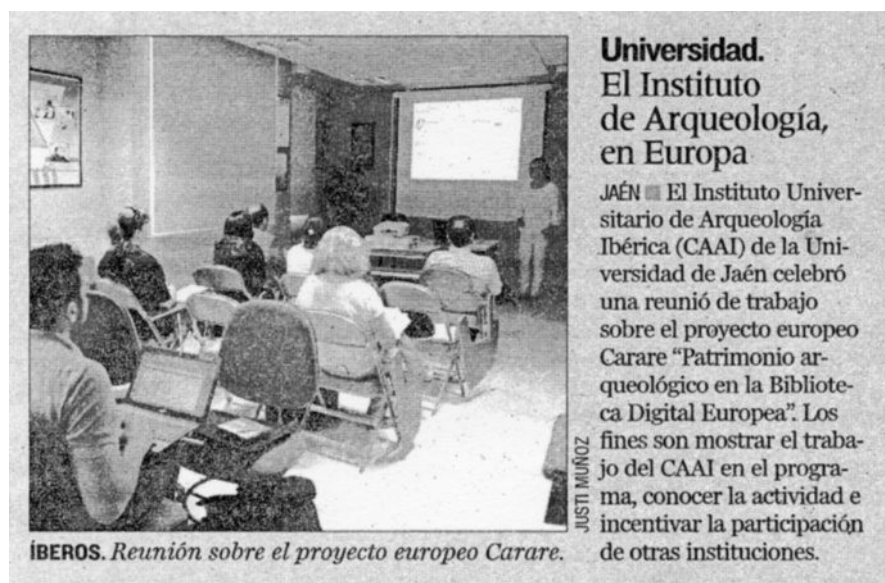 Universidad.
El Instituto
de Arqueología,
en Europa
JAÉN El Instituto Univer-
sitario de Arqueología
Ibérica (CAAI) de la Uni-
versidad de Jaén celebró
una reunió de trabajo
sobre el proyecto europeo
Carare “Patrimonio ar-
queológico en la Bibliote-
ca Digital Europea”. Los
fines son mostrar el traba-
jo del CAAI en el progra-
ma, conocer la actividad e
incentivar la participación
de otras instituciones.
JUSTI MUÑOZ
ÍBEROS. Reunión sobre el proyecto europeo Carare.